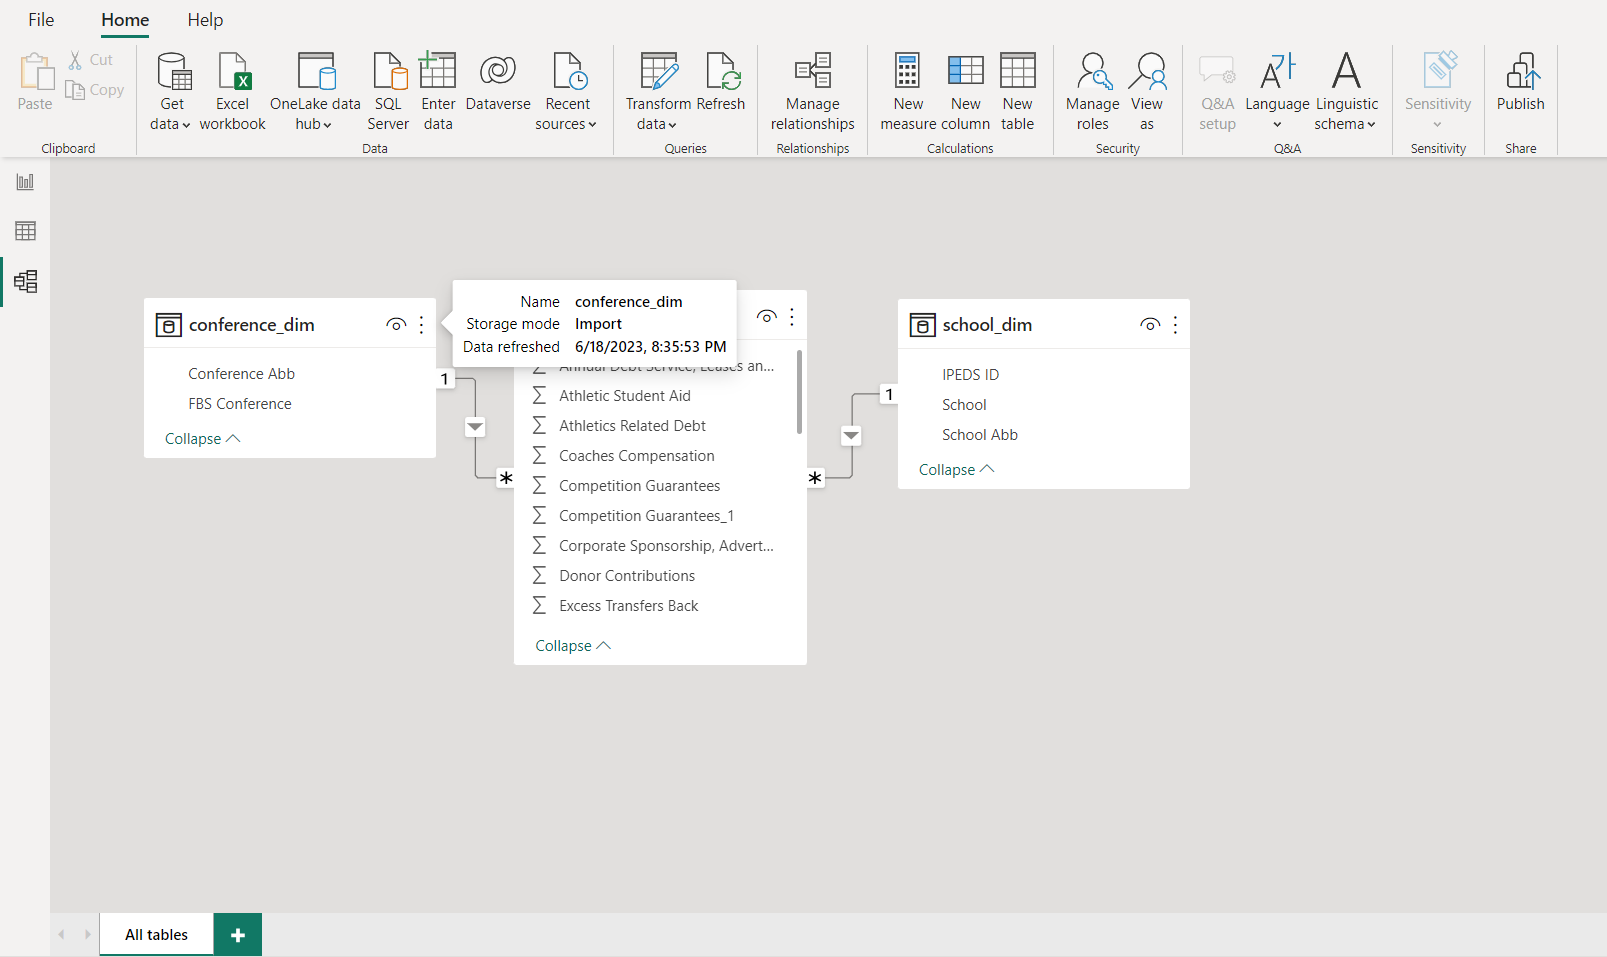 File
Home
Help
Paste
Cut
Copy
Clipboard
Get data
Excel workbook
OneLake data hub
SQL Server
Enter data
Dataverse
Recent sources
Data
Transform data
Refresh
Queries
Manage relationships
Relationships
New measure
New column
New table
Calculations
Manage roles
View as
Security
Q&A setup
Language
Linguistic schema
Q&A
Sensitivity
Sensitivity
Publish
Share
conference_dim
Conference Abb
FBS Conference
Collapse
Name conference_dim
Storage mode Import
Data refreshed 6/18/2023, 8:35:53 PM
1
*
Annual Debt Service, Leases an...
Athletic Student Aid
Athletics Related Debt
Coaches Compensation
Competition Guarantees
Competition Guarantees_1
Corporate Sponsorship, Advert...
Donor Contributions
Excess Transfers Back
Collapse
*
1
school_dim
IPEDS ID
School
School Abb
Collapse
All tables